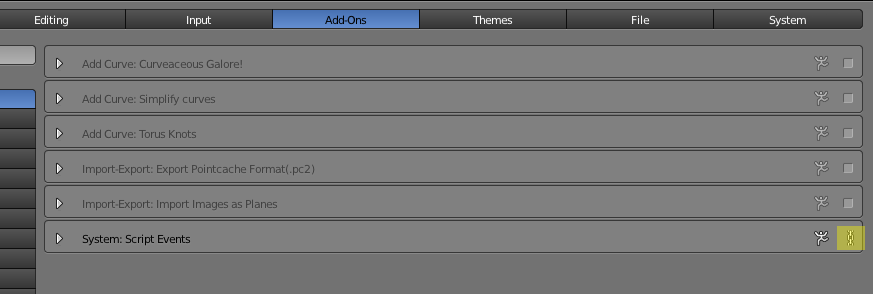 Editing
Input
Add-Ons
Themes
File
System
Add Curve: Curveaceous Galore!
Add Curve: Simplify curves
Add Curve: Torus Knots
Import-Export: Export Pointcache Format(.pc2)
Import-Export: Import Images as Planes
System: Script Events